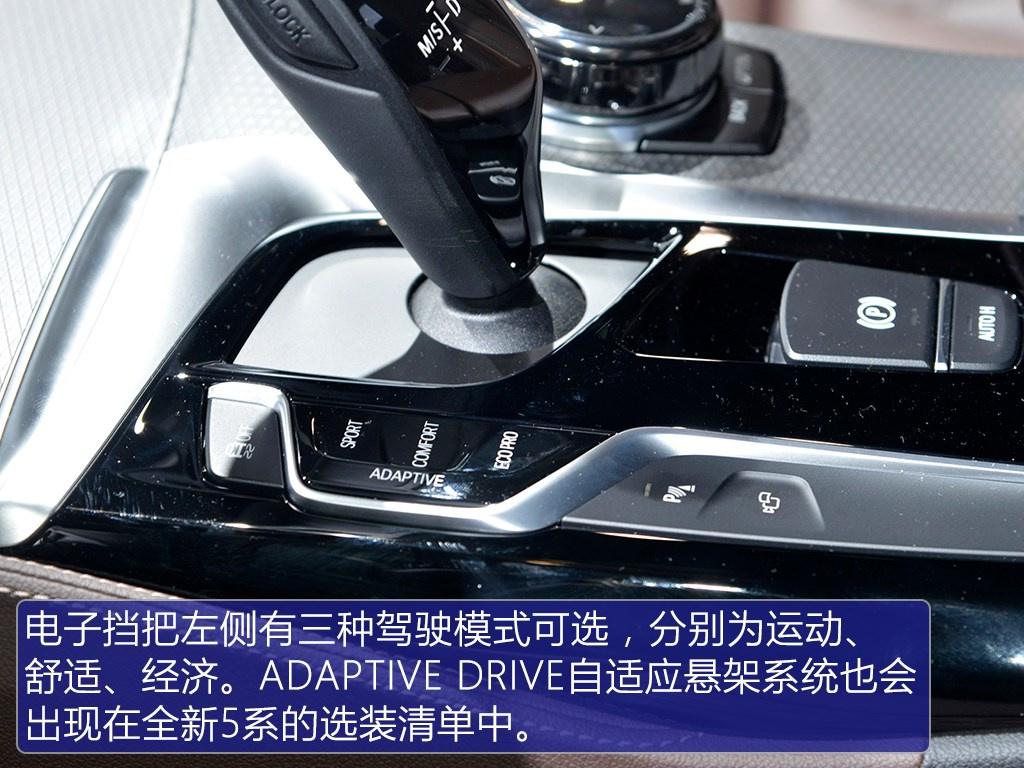 LOCK
M/S
D
+
P
AUTO H
OFF
SPORT
COMFORT
ECO PRO
ADAPTIVE
P
电子挡把左侧有三种驾驶模式可选，分别为运动、
舒适、经济。ADAPTIVE DRIVE自适应悬架系统也会
出现在全新5系的选装清单中。